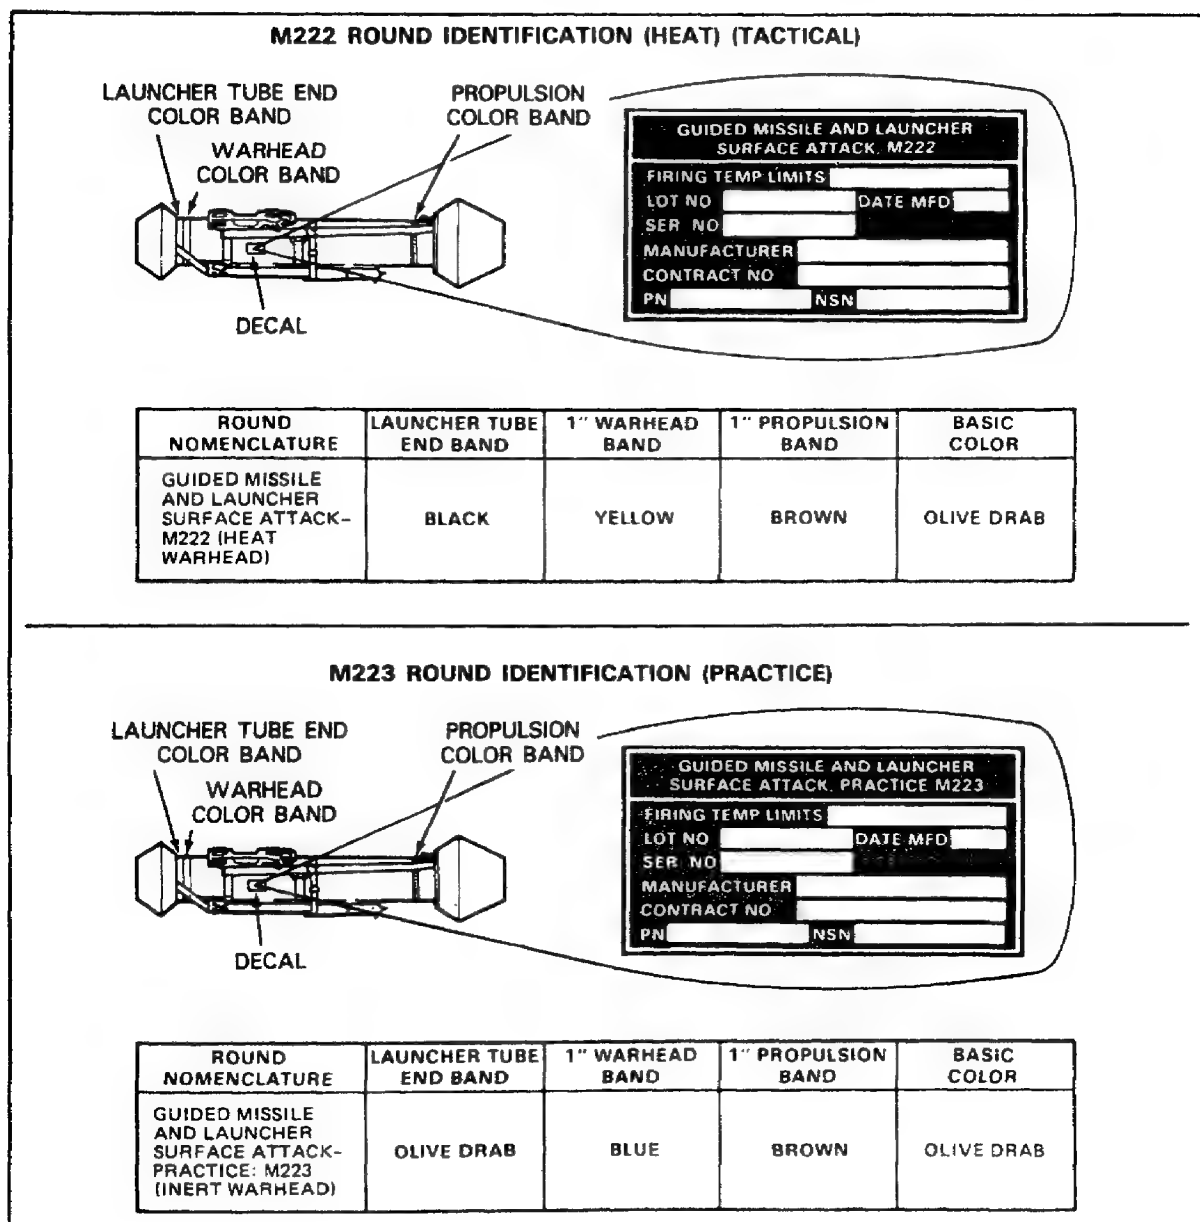 M222 ROUND IDENTIFICATION (HEAT) (TACTICAL)
LAUNCHER TUBE END
COLOR BAND
WARHEAD
COLOR BAND
PROPULSION
COLOR BAND
DECAL
GUIDED MISSILE AND LAUNCHER
SURFACE ATTACK, M222
FIRING TEMP LIMITS
LOT NO DATE MFD
SER NO
MANUFACTURER
CONTRACT NO
PN NSN
ROUND
NOMENCLATURE
LAUNCHER TUBE
END BAND
1" WARHEAD
BAND
1" PROPULSION
BAND
BASIC
COLOR
GUIDED MISSILE
AND LAUNCHER
SURFACE ATTACK-
M222 (HEAT
WARHEAD)
BLACK
YELLOW
BROWN
OLIVE DRAB
M223 ROUND IDENTIFICATION (PRACTICE)
LAUNCHER TUBE END
COLOR BAND
WARHEAD
COLOR BAND
PROPULSION
COLOR BAND
DECAL
GUIDED MISSILE AND LAUNCHER
SURFACE ATTACK, PRACTICE M223
FIRING TEMP LIMITS
LOT NO DATE MFD
SER NO
MANUFACTURER
CONTRACT NO
PN NSN
ROUND
NOMENCLATURE
LAUNCHER TUBE
END BAND
1" WARHEAD
BAND
1" PROPULSION
BAND
BASIC
COLOR
GUIDED MISSILE
AND LAUNCHER
SURFACE ATTACK-
PRACTICE: M223
(INERT WARHEAD)
OLIVE DRAB
BLUE
BROWN
OLIVE DRAB